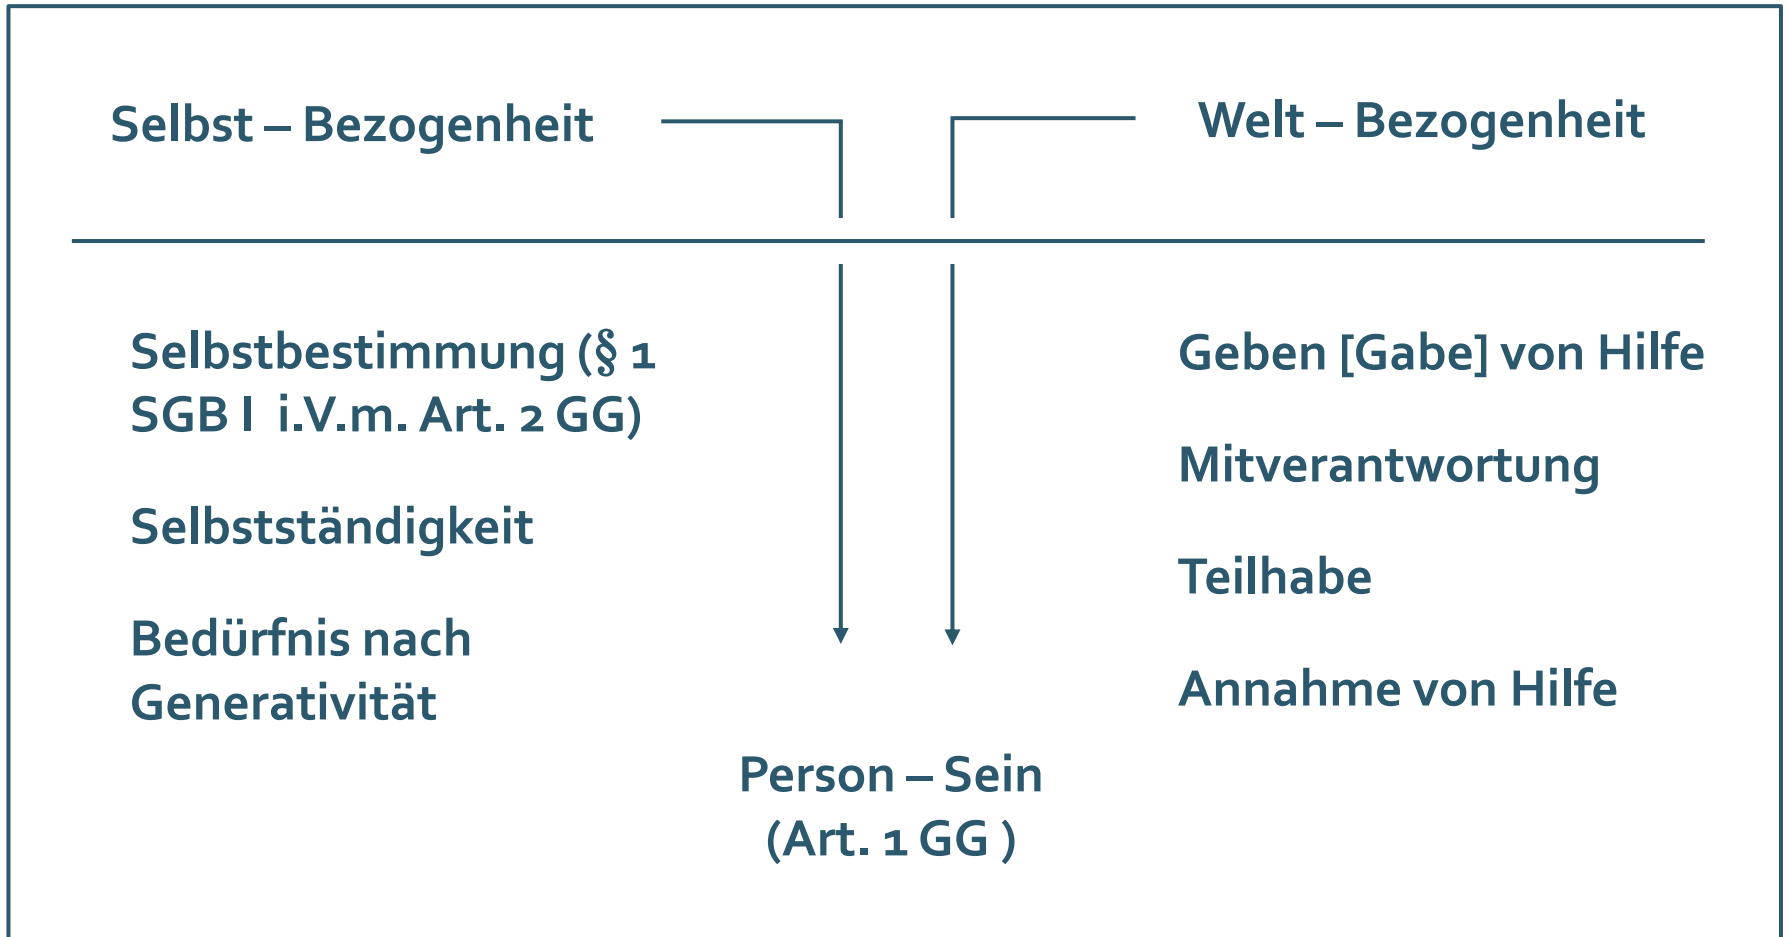 Selbst – Bezogenheit
Welt – Bezogenheit
Selbstbestimmung (§ 1
SGB I  i.V.m. Art. 2 GG)
Selbstständigkeit
Bedürfnis nach
Generativität
Geben [Gabe] von Hilfe
Mitverantwortung
Teilhabe
Annahme von Hilfe
Person – Sein
(Art. 1 GG )